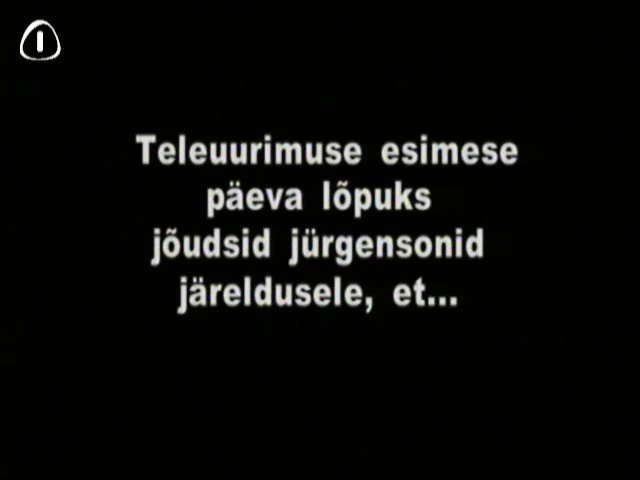 Teleuurimuse esimese
päeva lõpuks
jõudsid jürgensonid
järeldusele, et...